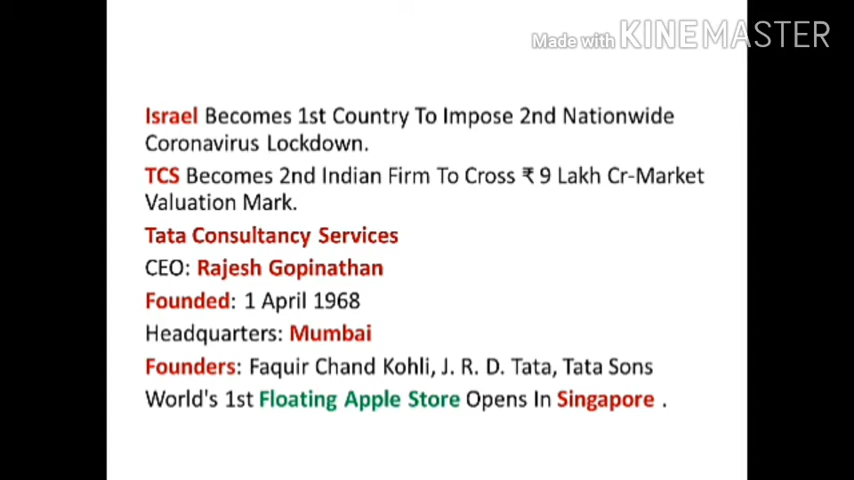 Made with KINEMASTER
Israel Becomes 1st Country To Impose 2nd Nationwide
Coronavirus Lockdown.
TCS Becomes 2nd Indian Firm To Cross ₹ 9 Lakh Cr-Market
Valuation Mark.
Tata Consultancy Services
CEO: Rajesh Gopinathan
Founded: 1 April 1968
Headquarters: Mumbai
Founders: Faquir Chand Kohli, J. R. D. Tata, Tata Sons
World's 1st Floating Apple Store Opens In Singapore .